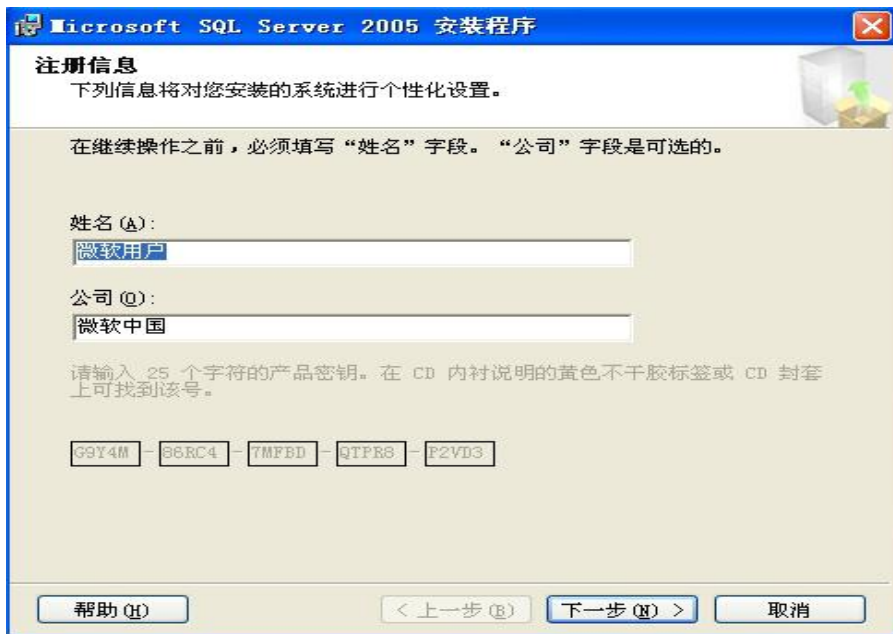 Microsoft SQL Server 2005 安装程序
注册信息
下列信息将对您安装的系统进行个性化设置。
在继续操作之前，必须填写“姓名”字段。“公司”字段是可选的。
姓名(A):
微软用户
公司(O):
微软中国
请输入 25 个字符的产品密钥。在 CD 内衬说明的黄色不干胶标签或 CD 封套
上可找到该号。
G9Y4M - 86RC4 - 7MFBD - QTPR8 - P2VD3
帮助(H) < 上一步(B) 下一步(N) > 取消